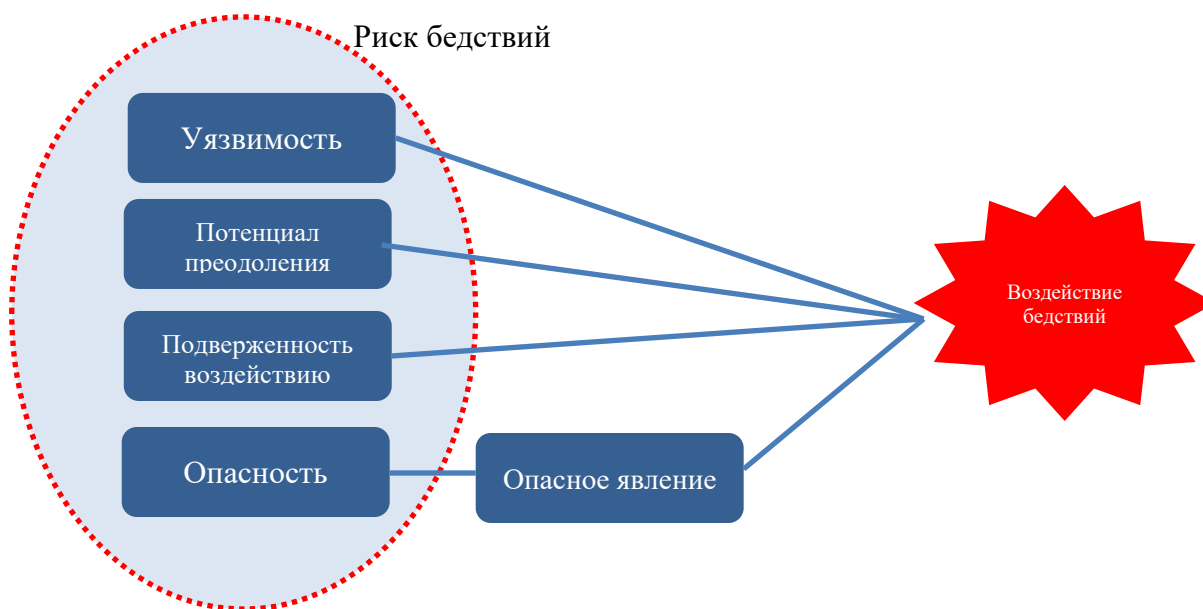 Риск бедствий
Уязвимость
Потенциал
преодоления
Подверженность
воздействию
Опасность
Опасное явление
Воздействие
бедствий